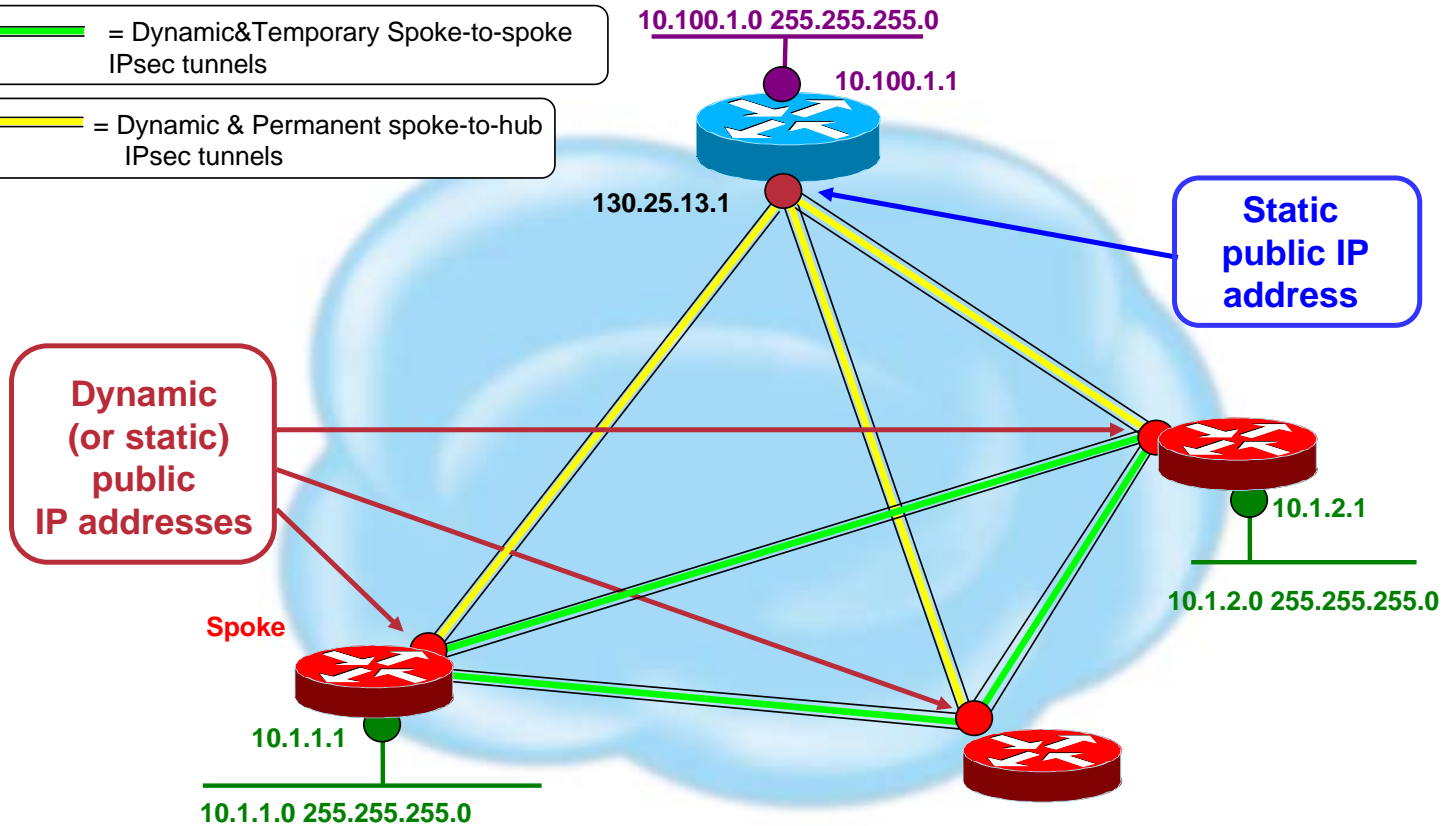 = Dynamic&Temporary Spoke-to-spoke
IPsec tunnels
= Dynamic & Permanent spoke-to-hub
IPsec tunnels
10.100.1.0 255.255.255.0
10.100.1.1
130.25.13.1
Static
public IP
address
Dynamic
(or static)
public
IP addresses
10.1.2.1
10.1.2.0 255.255.255.0
Spoke
10.1.1.1
10.1.1.0 255.255.255.0